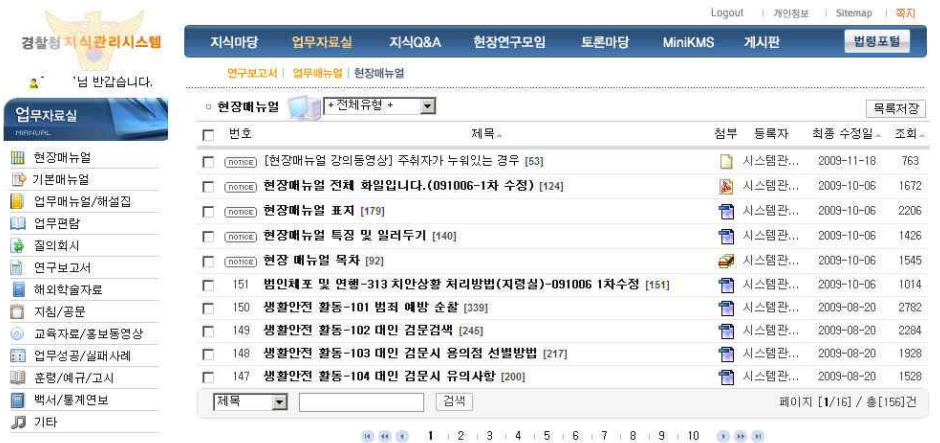 Logout | 개인정보 | Sitemap | 쪽지
경찰청 지식관리시스템
지식마당 업무자료실 지식Q&A 현장연구모임 토론마당 MiniKMS 게시판 법령포털
님 반갑습니다.
연구보고서 | 업무매뉴얼 | 현장매뉴얼
업무자료실
MANUAL
현장매뉴얼
기본매뉴얼
업무매뉴얼/해설집
업무편람
질의회시
연구보고서
해외학술자료
지침/공문
교육자료/홍보동영상
업무성공/실패사례
훈령/예규/고시
백서/통계연보
기타
현장매뉴얼 + 전체유형 + 목록저장
번호 제목 첨부 등록자 최종 수정일 조회
notice [현장매뉴얼 강의동영상] 주취자가 누워있는 경우 [53] 시스템관... 2009-11-18 763
notice 현장매뉴얼 전체 화일입니다.(091006-1차 수정) [124] 시스템관... 2009-10-06 1672
notice 현장매뉴얼 표지 [179] 시스템관... 2009-10-06 2206
notice 현장매뉴얼 특징 및 일러두기 [140] 시스템관... 2009-10-06 1426
notice 현장 매뉴얼 목차 [92] 시스템관... 2009-10-06 1545
151 범인체포 및 연행-313 치안상황 처리방법(지령실)-091006 1차수정 [151] 시스템관... 2009-10-06 1014
150 생활안전 활동-101 범죄 예방 순찰 [339] 시스템관... 2009-08-20 2782
149 생활안전 활동-102 대인 검문검색 [245] 시스템관... 2009-08-20 2284
148 생활안전 활동-103 대인 검문시 용의점 선별방법 [217] 시스템관... 2009-08-20 1928
147 생활안전 활동-104 대인 검문시 유의사항 [200] 시스템관... 2009-08-20 1528
제목 검색 페이지 [1/16] / 총[156]건
1 | 2 | 3 | 4 | 5 | 6 | 7 | 8 | 9 | 10